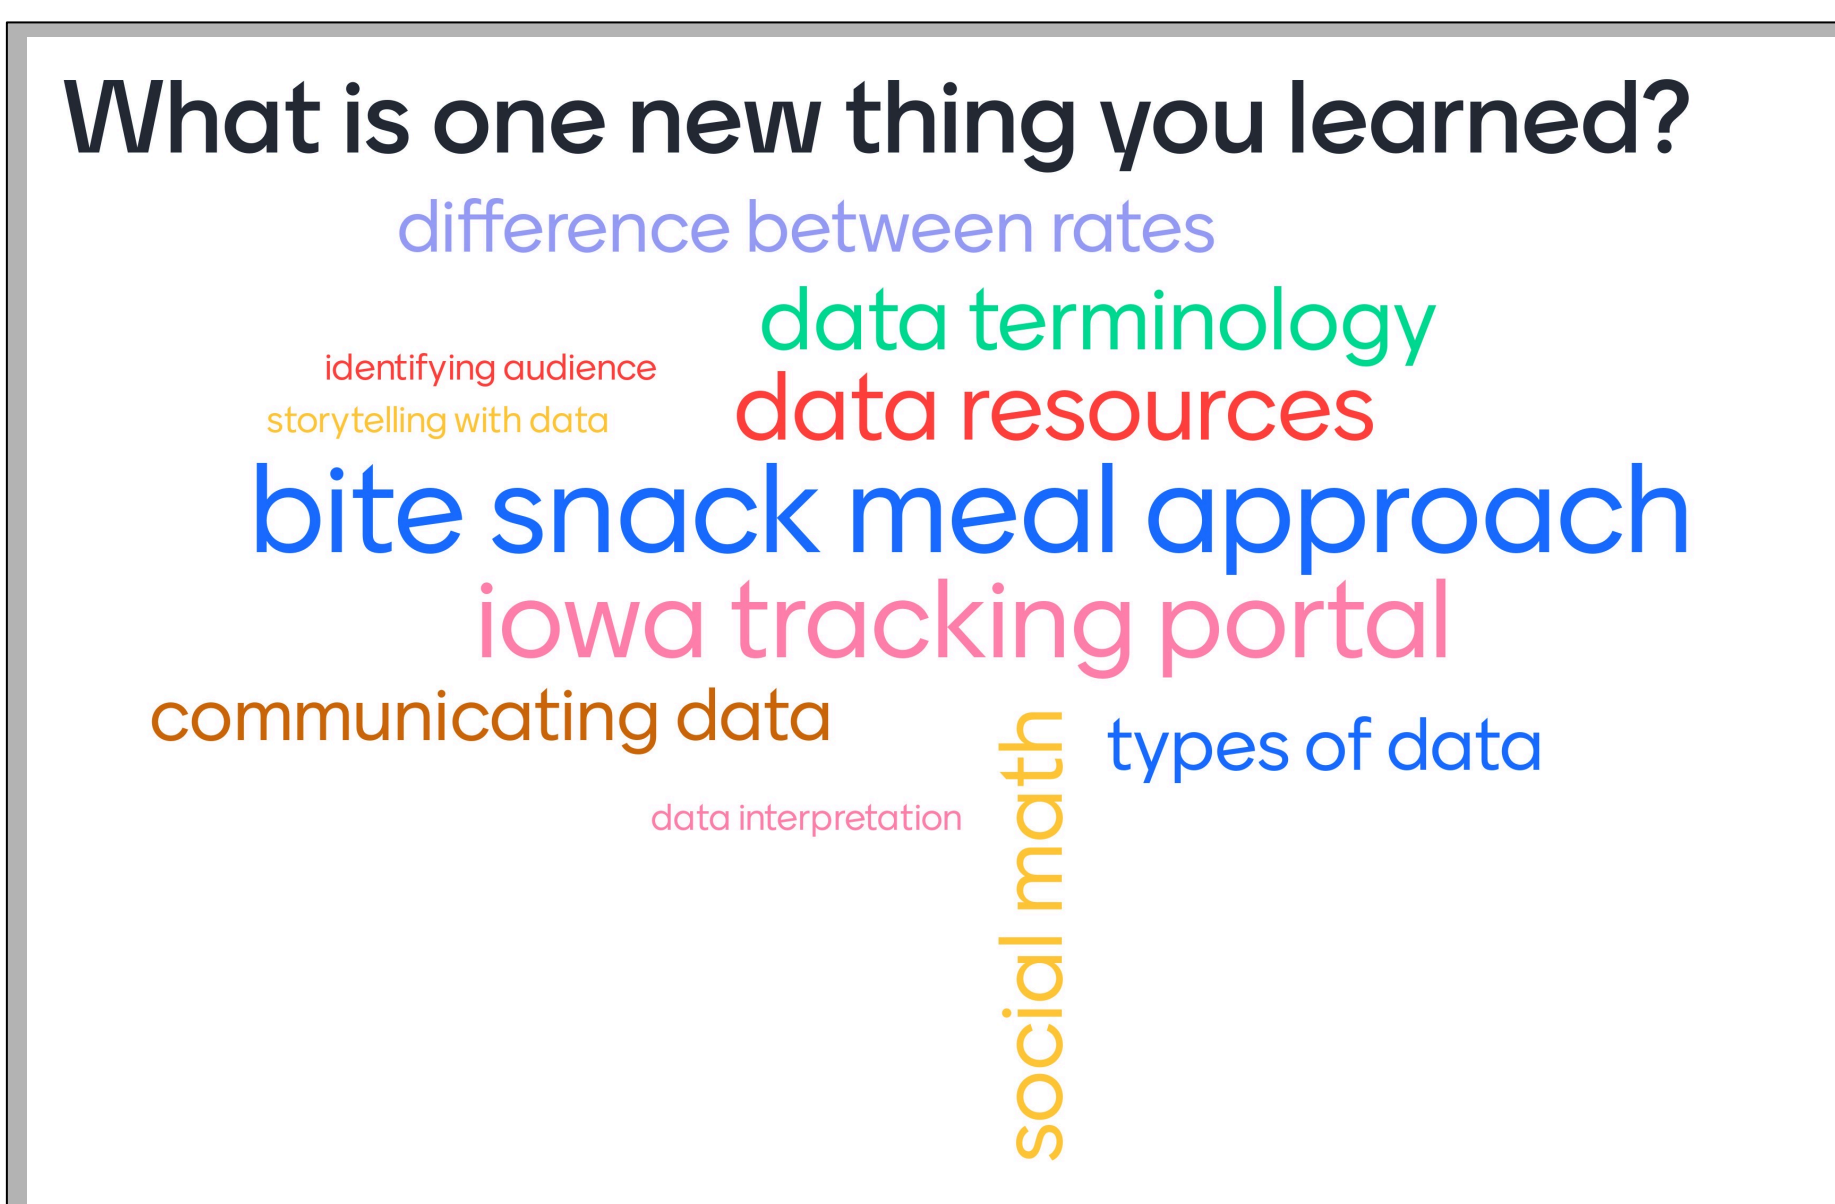 What is one new thing you learned?
difference between rates
data terminology
identifying audience
data resources
storytelling with data
bite snack meal approach
iowa tracking portal
communicating data
types of data
social math
data interpretation